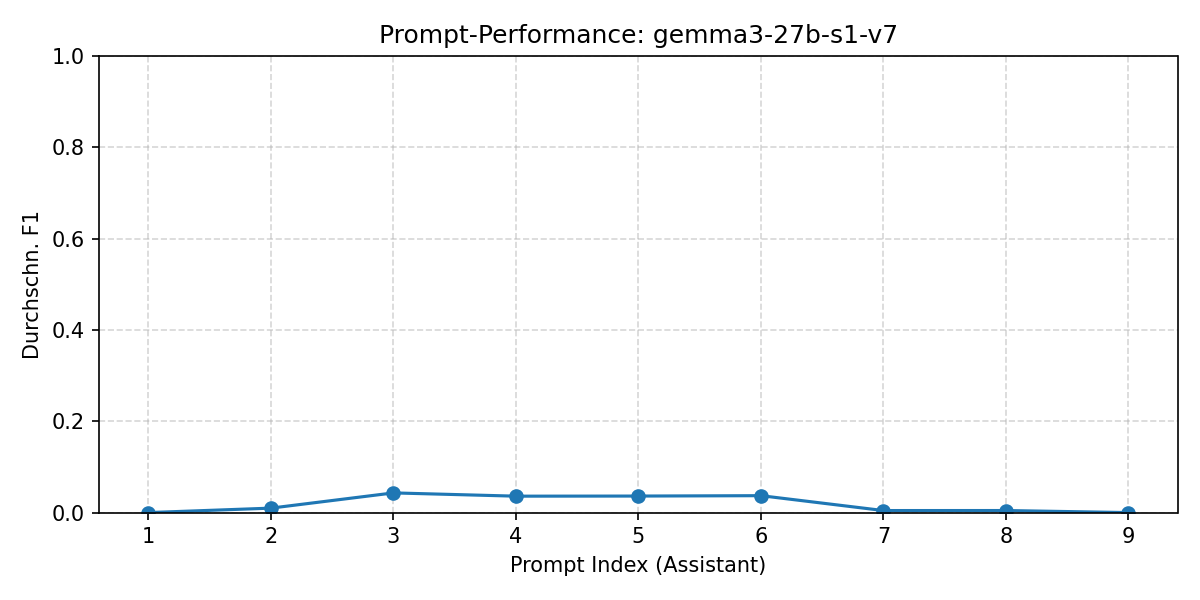 Prompt-Performance: gemma3-27b-s1-v7
1.0
0.8
0.6
0.4
0.2
0.0
Durchschn. F1
1 2 3 4 5 6 7 8 9
Prompt Index (Assistant)